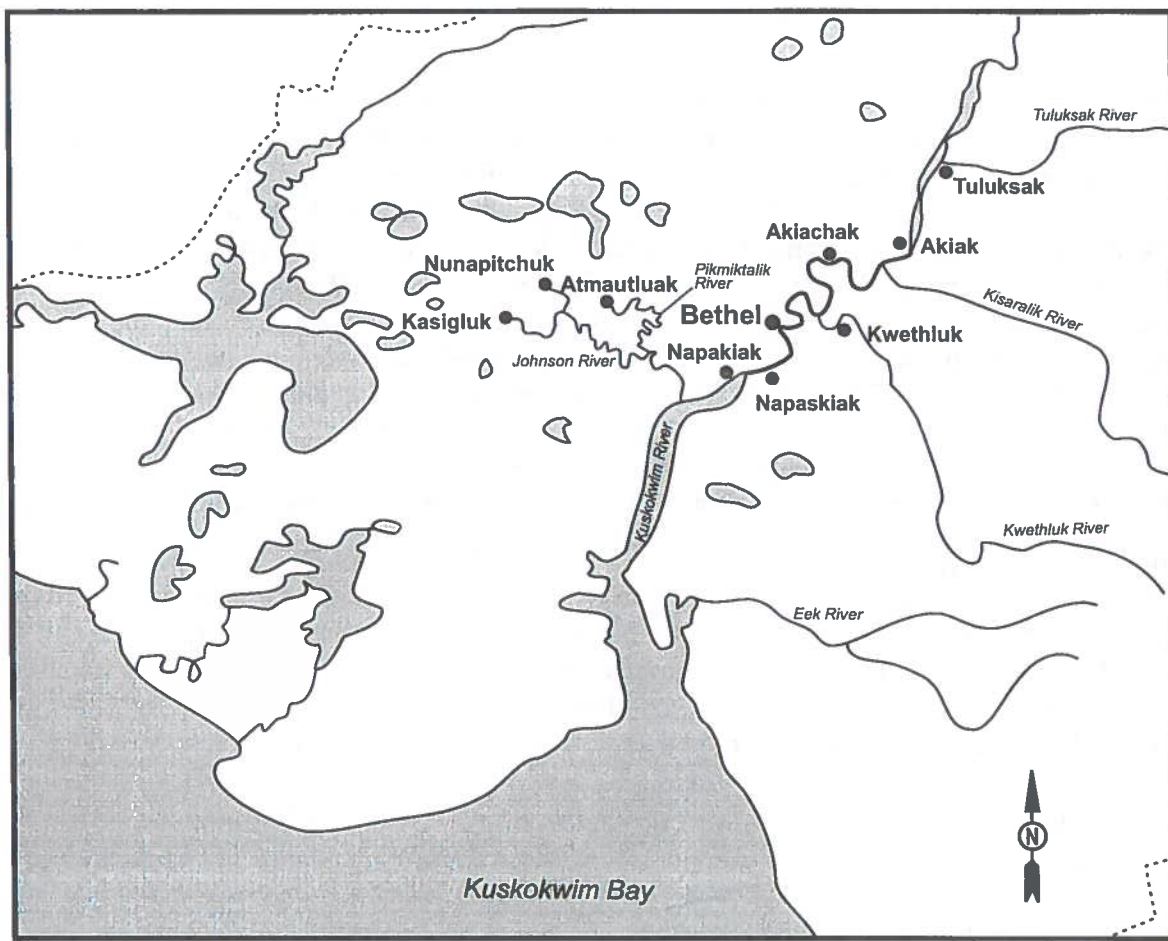 Tuluksak River
Tuluksak
Akiachak
Akiak
Nunapitchuk
Atmautluak
Pikmiktalik
River
Kisaralik River
Kasigluk
Bethel
Kwethluk
Johnson River
Napakiak
Napaskiak
Kuskokwim River
Kwethluk River
Eek River
N
Kuskokwim Bay